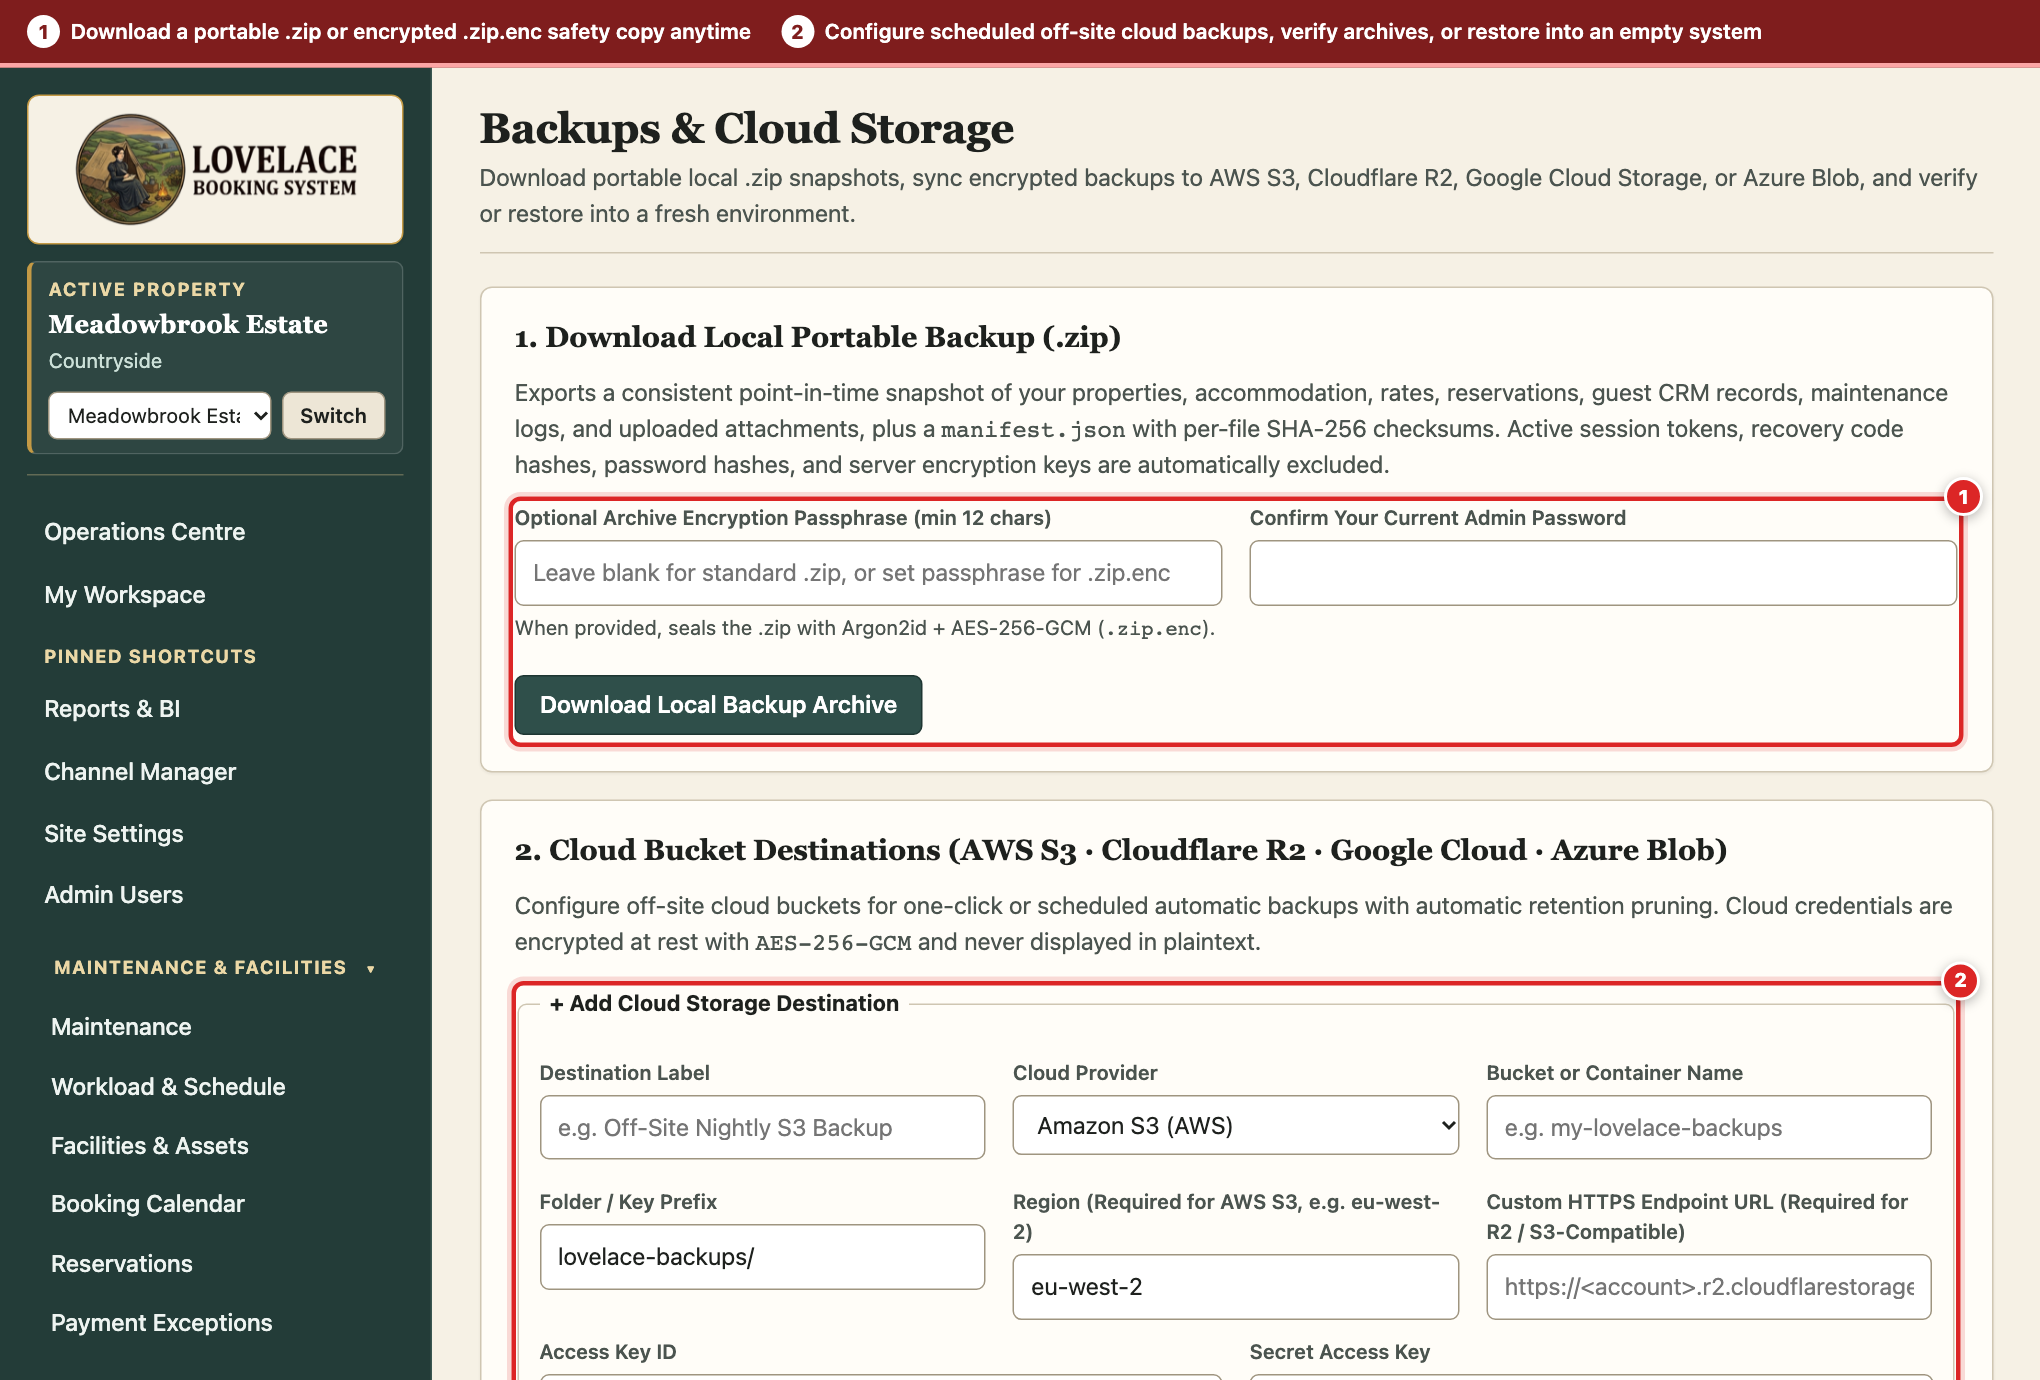 1 Download a portable .zip or encrypted .zip.enc safety copy anytime
2 Configure scheduled off-site cloud backups, verify archives, or restore into an empty system
LOVELACE
BOOKING SYSTEM
ACTIVE PROPERTY
Meadowbrook Estate
Countryside
Meadowbrook Esta
Switch
Operations Centre
My Workspace
PINNED SHORTCUTS
Reports & BI
Channel Manager
Site Settings
Admin Users
MAINTENANCE & FACILITIES ▾
Maintenance
Workload & Schedule
Facilities & Assets
Booking Calendar
Reservations
Payment Exceptions
Backups & Cloud Storage
Download portable local .zip snapshots, sync encrypted backups to AWS S3, Cloudflare R2, Google Cloud Storage, or Azure Blob, and verify
or restore into a fresh environment.
1. Download Local Portable Backup (.zip)
Exports a consistent point-in-time snapshot of your properties, accommodation, rates, reservations, guest CRM records, maintenance
logs, and uploaded attachments, plus a manifest.json with per-file SHA-256 checksums. Active session tokens, recovery code
hashes, password hashes, and server encryption keys are automatically excluded.
1
Optional Archive Encryption Passphrase (min 12 chars)
Leave blank for standard .zip, or set passphrase for .zip.enc
When provided, seals the .zip with Argon2id + AES-256-GCM (.zip.enc).
Confirm Your Current Admin Password
Download Local Backup Archive
2. Cloud Bucket Destinations (AWS S3 · Cloudflare R2 · Google Cloud · Azure Blob)
Configure off-site cloud buckets for one-click or scheduled automatic backups with automatic retention pruning. Cloud credentials are
encrypted at rest with AES-256-GCM and never displayed in plaintext.
2
+ Add Cloud Storage Destination
Destination Label
e.g. Off-Site Nightly S3 Backup
Cloud Provider
Amazon S3 (AWS)
Bucket or Container Name
e.g. my-lovelace-backups
Folder / Key Prefix
lovelace-backups/
Region (Required for AWS S3, e.g. eu-west-
2)
eu-west-2
Custom HTTPS Endpoint URL (Required for
R2 / S3-Compatible)
https://<account>.r2.cloudflarestorage
Access Key ID
Secret Access Key